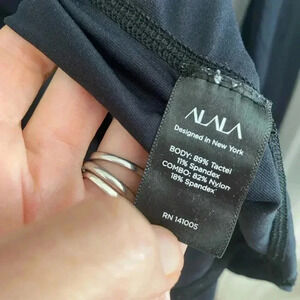 ALALA
Designed in New York
BODY: 89% Tactel
11% Spandex
COMBO: 82% Nylon
18% Spandex
RN 141005